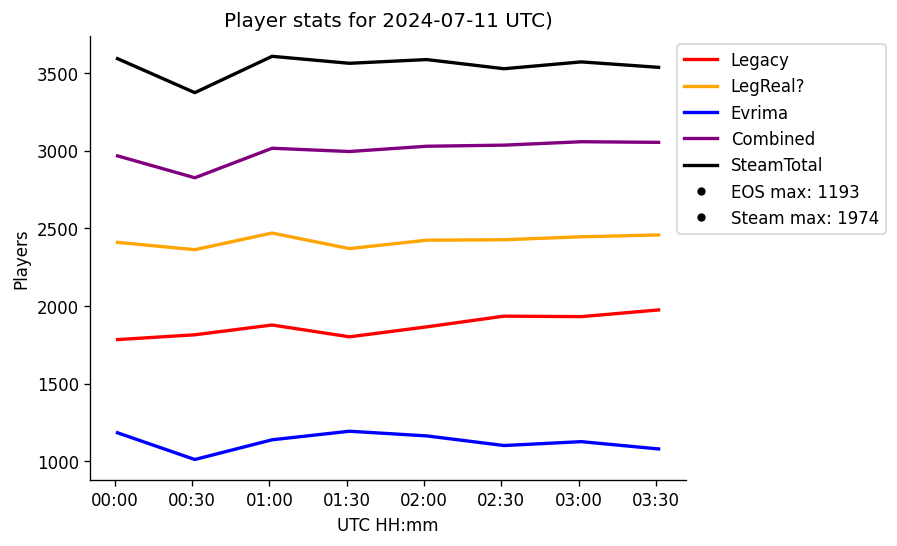 Player stats for 2024-07-11 UTC)
Players
3500
3000
2500
2000
1500
1000
00:00 00:30 01:00 01:30 02:00 02:30 03:00 03:30
UTC HH:mm
Legacy
LegReal?
Evrima
Combined
SteamTotal
EOS max: 1193
Steam max: 1974